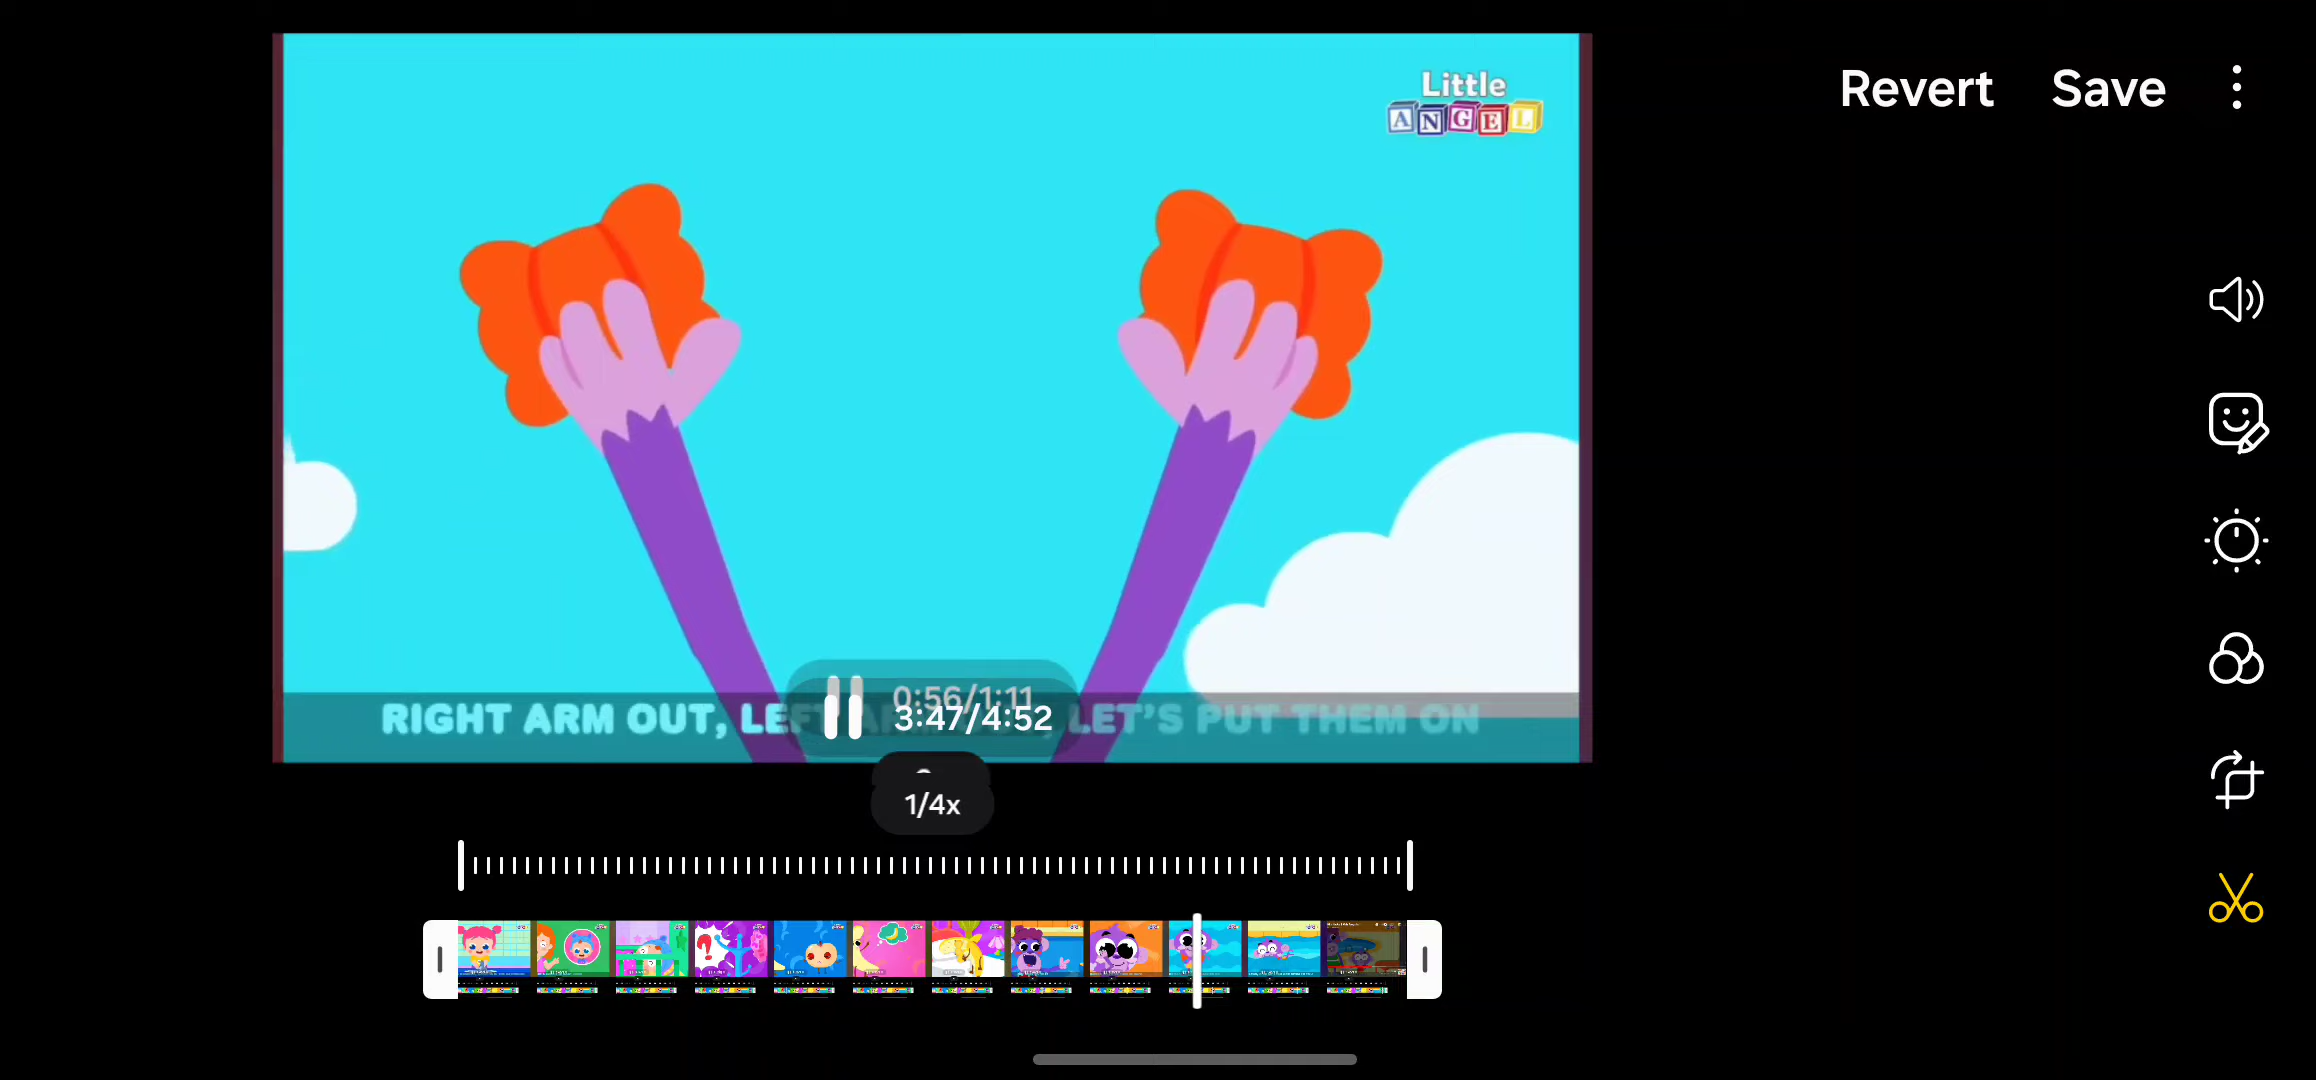 Little
ANGEL
Revert Save
0:56/1:11
RIGHT ARM OUT, LEFT LET'S PUT THEM ON
3:47/4:52
1/4x